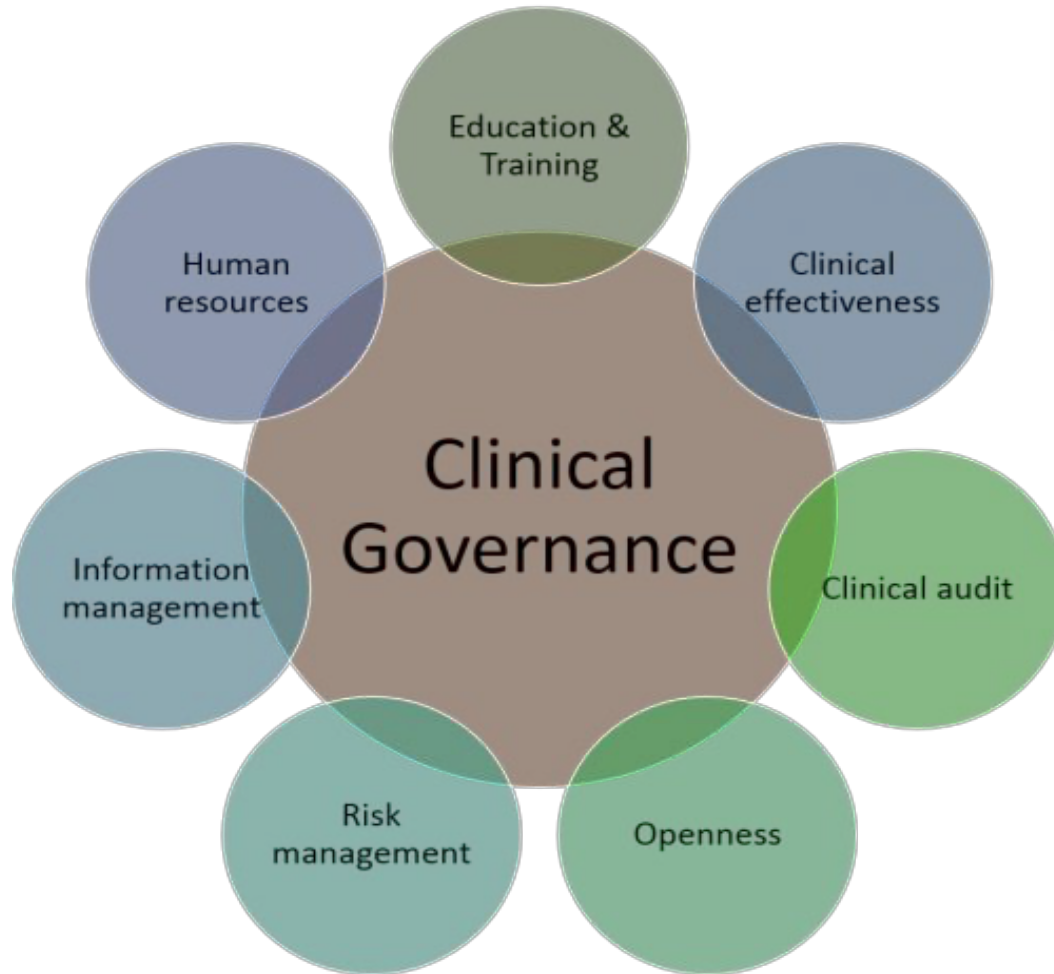 Education &
Training
Human
resources
Clinical
effectiveness
Clinical
Governance
Information
management
Clinical audit
Risk
management
Openness